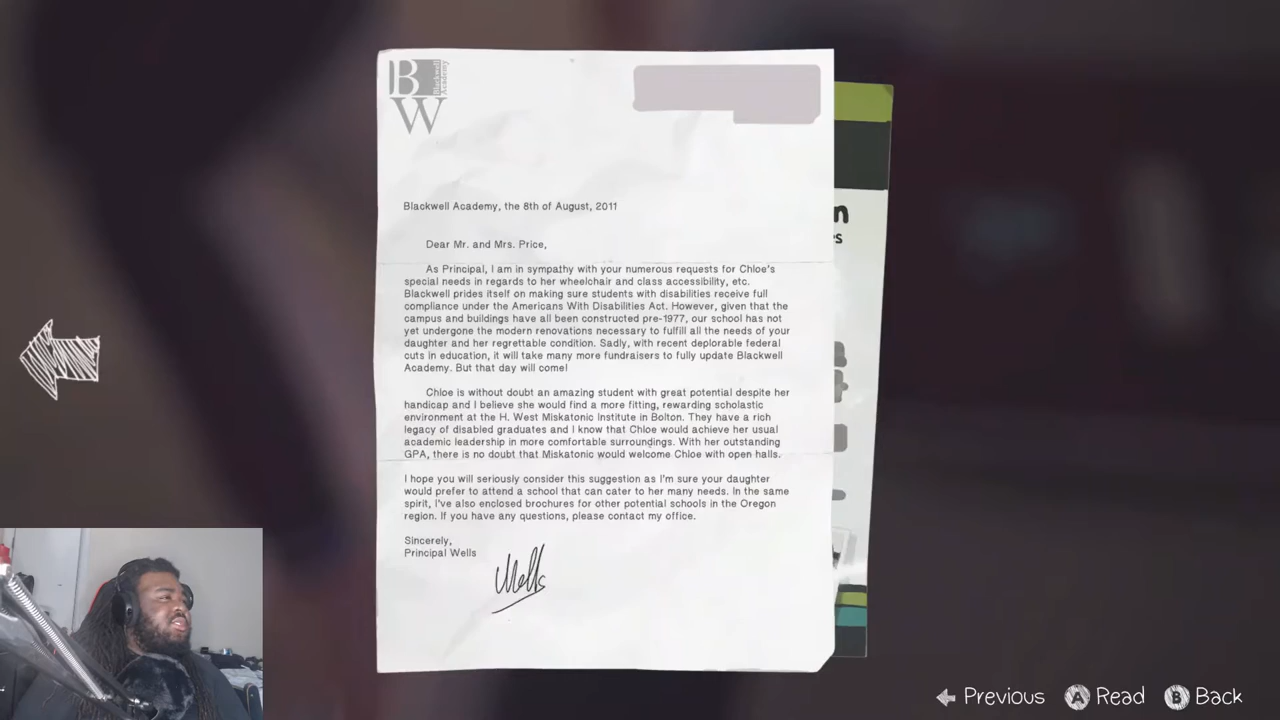 B
W
Blackwell
Academy
Blackwell Academy, the 8th of August, 2011
Dear Mr. and Mrs. Price,
As Principal, I am in sympathy with your numerous requests for Chloe's
special needs in regards to her wheelchair and class accessibility, etc.
Blackwell prides itself on making sure students with disabilities receive full
compliance under the Americans With Disabilities Act. However, given that the
campus and buildings have all been constructed pre-1977, our school has not
yet undergone the modern renovations necessary to fulfill all the needs of your
daughter and her regrettable condition. Sadly, with recent deplorable federal
cuts in education, it will take many more fundraisers to fully update Blackwell
Academy. But that day will come!
Chloe is without doubt an amazing student with great potential despite her
handicap and I believe she would find a more fitting, rewarding scholastic
environment at the H. West Miskatonic Institute in Bolton. They have a rich
legacy of disabled graduates and I know that Chloe would achieve her usual
academic leadership in more comfortable surroundings. With her outstanding
GPA, there is no doubt that Miskatonic would welcome Chloe with open halls.
I hope you will seriously consider this suggestion as I'm sure your daughter
would prefer to attend a school that can cater to her many needs. In the same
spirit, I've also enclosed brochures for other potential schools in the Oregon
region. If you have any questions, please contact my office.
Sincerely,
Principal Wells
Wells
n
s
Previous
A Read
B Back